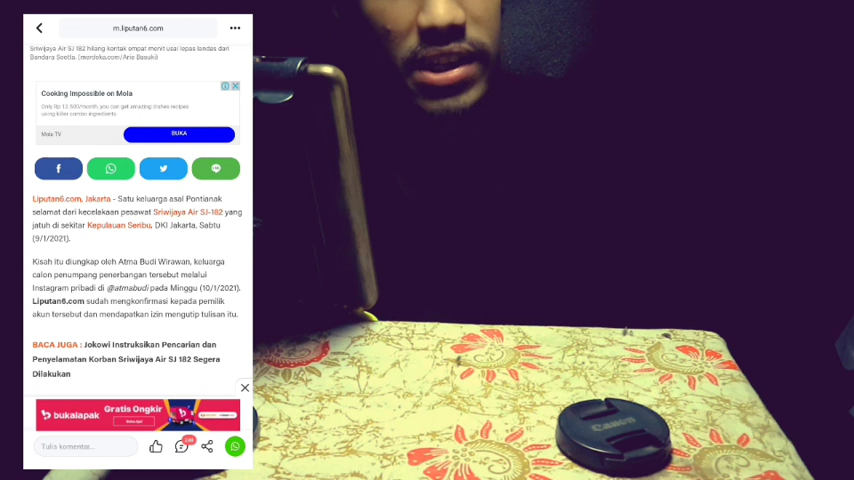 m.liputan6.com
Sriwijaya Air SJ 182 hilang kontak empat menit usai lepas landas dari
Bandara Soetta. (merdeka.com/Arie Basuki)
Cooking Impossible on Mola
Only Rp 12.500/month, you can get amazing dishes recipes
using killer combo ingredients
Mola TV
BUKA
Liputan6.com, Jakarta - Satu keluarga asal Pontianak
selamat dari kecelakaan pesawat Sriwijaya Air SJ-182 yang
jatuh di sekitar Kepulauan Seribu, DKI Jakarta, Sabtu
(9/1/2021).
Kisah itu diungkap oleh Atma Budi Wirawan, keluarga
calon penumpang penerbangan tersebut melalui
Instagram pribadi di @atmabudi pada Minggu (10/1/2021).
Liputan6.com sudah mengkonfirmasi kepada pemilik
akun tersebut dan mendapatkan izin mengutip tulisan itu.
BACA JUGA : Jokowi Instruksikan Pencarian dan
Penyelamatan Korban Sriwijaya Air SJ 182 Segera
Dilakukan
bukalapak
Gratis Ongkir
Tulis komentar...
Canon